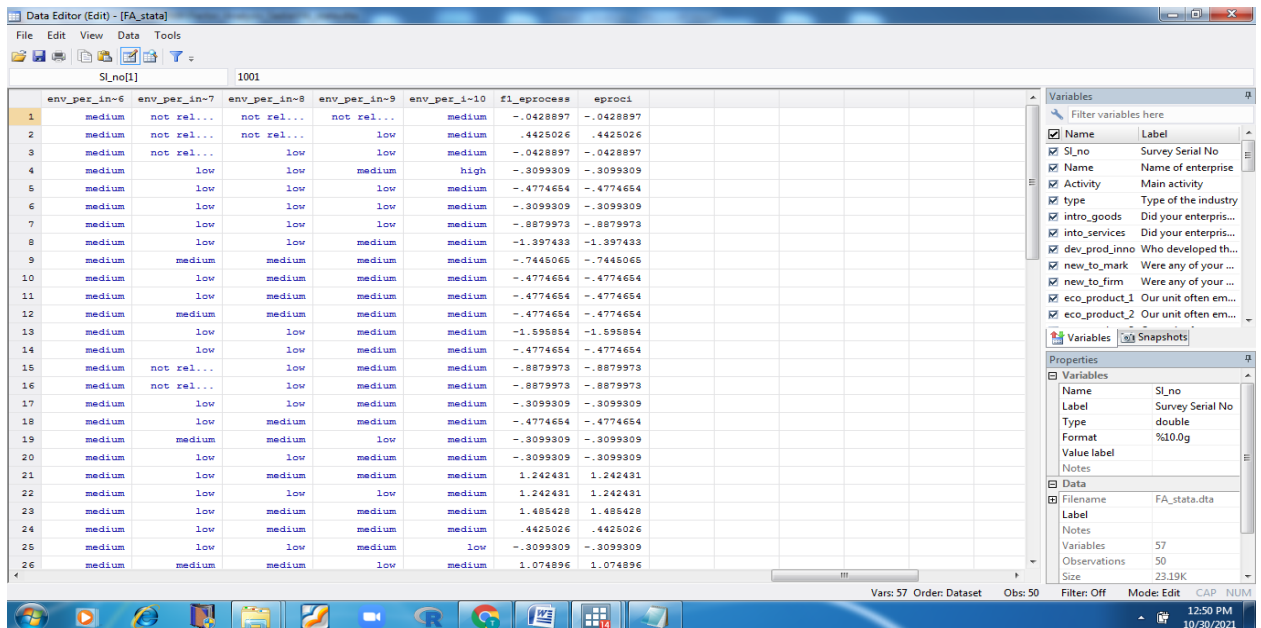 Data Editor (Edit) - [FA_stata]
File Edit View Data Tools
SI_no[1] 1001
env_per_in~6 env_per_in~7 env_per_in~8 env_per_in~9 env_per_i~10 f1_eprocess eproci
1 medium not rel... not rel... not rel... medium -.0428897 -.0428897
2 medium not rel... not rel... low medium .4425026 .4425026
3 medium not rel... low low medium -.0428897 -.0428897
4 medium low low medium high -.3099309 -.3099309
5 medium low low low medium -.4774654 -.4774654
6 medium low low low medium -.3099309 -.3099309
7 medium low low low medium -.8879973 -.8879973
8 medium low low medium medium -1.397433 -1.397433
9 medium medium medium medium medium -.7445065 -.7445065
10 medium low medium medium medium -.4774654 -.4774654
11 medium low medium medium medium -.4774654 -.4774654
12 medium medium medium medium medium -.4774654 -.4774654
13 medium low low medium medium -1.595854 -1.595854
14 medium low low medium medium -.4774654 -.4774654
15 medium not rel... medium medium medium -.8879973 -.8879973
16 medium not rel... low medium medium -.8879973 -.8879973
17 medium low low medium medium -.3099309 -.3099309
18 medium low medium medium medium -.4774654 -.4774654
19 medium medium medium low medium -.3099309 -.3099309
20 medium low low medium medium -.3099309 -.3099309
21 medium low medium medium medium 1.242431 1.242431
22 medium low low low medium 1.242431 1.242431
23 medium low medium medium medium 1.485428 1.485428
24 medium low low medium medium .4425026 .4425026
25 medium low low medium low -.3099309 -.3099309
26 medium medium medium low medium 1.074896 1.074896
Variables
Filter variables here
Name Label
SI_no Survey Serial No
Name Name of enterprise
Activity Main activity
type Type of the industry
intro_goods Did your enterpris...
into_services Did your enterpris...
dev_prod_inno Who developed th...
new_to_mark Were any of your ...
new_to_firm Were any of your ...
eco_product_1 Our unit often em...
eco_product_2 Our unit often em...
Variables Snapshots
Properties
Variables
Name SI_no
Label Survey Serial No
Type double
Format %10.0g
Value label
Notes
Data
Filename FA_stata.dta
Label
Notes
Variables 57
Observations 50
Size 23.19K
Vars: 57 Order: Dataset Obs: 50 Filter: Off Mode: Edit CAP NUM
12:50 PM
10/30/2021